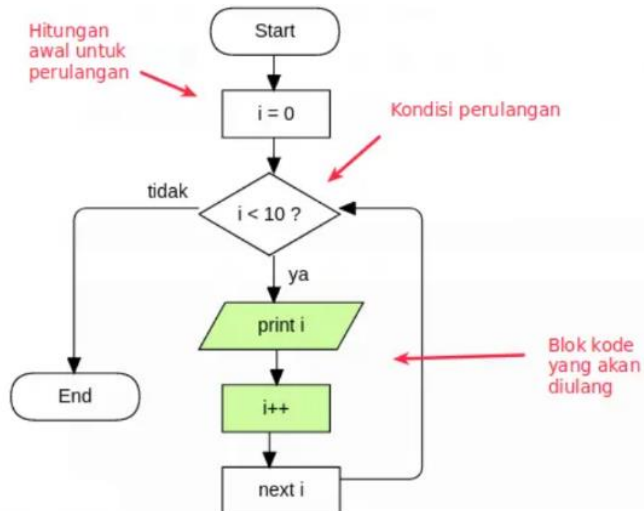 Start
Hitungan
awal untuk
perulangan
i = 0
Kondisi perulangan
tidak
i < 10 ?
ya
print i
Blok kode
yang akan
diulang
End
i++
next i